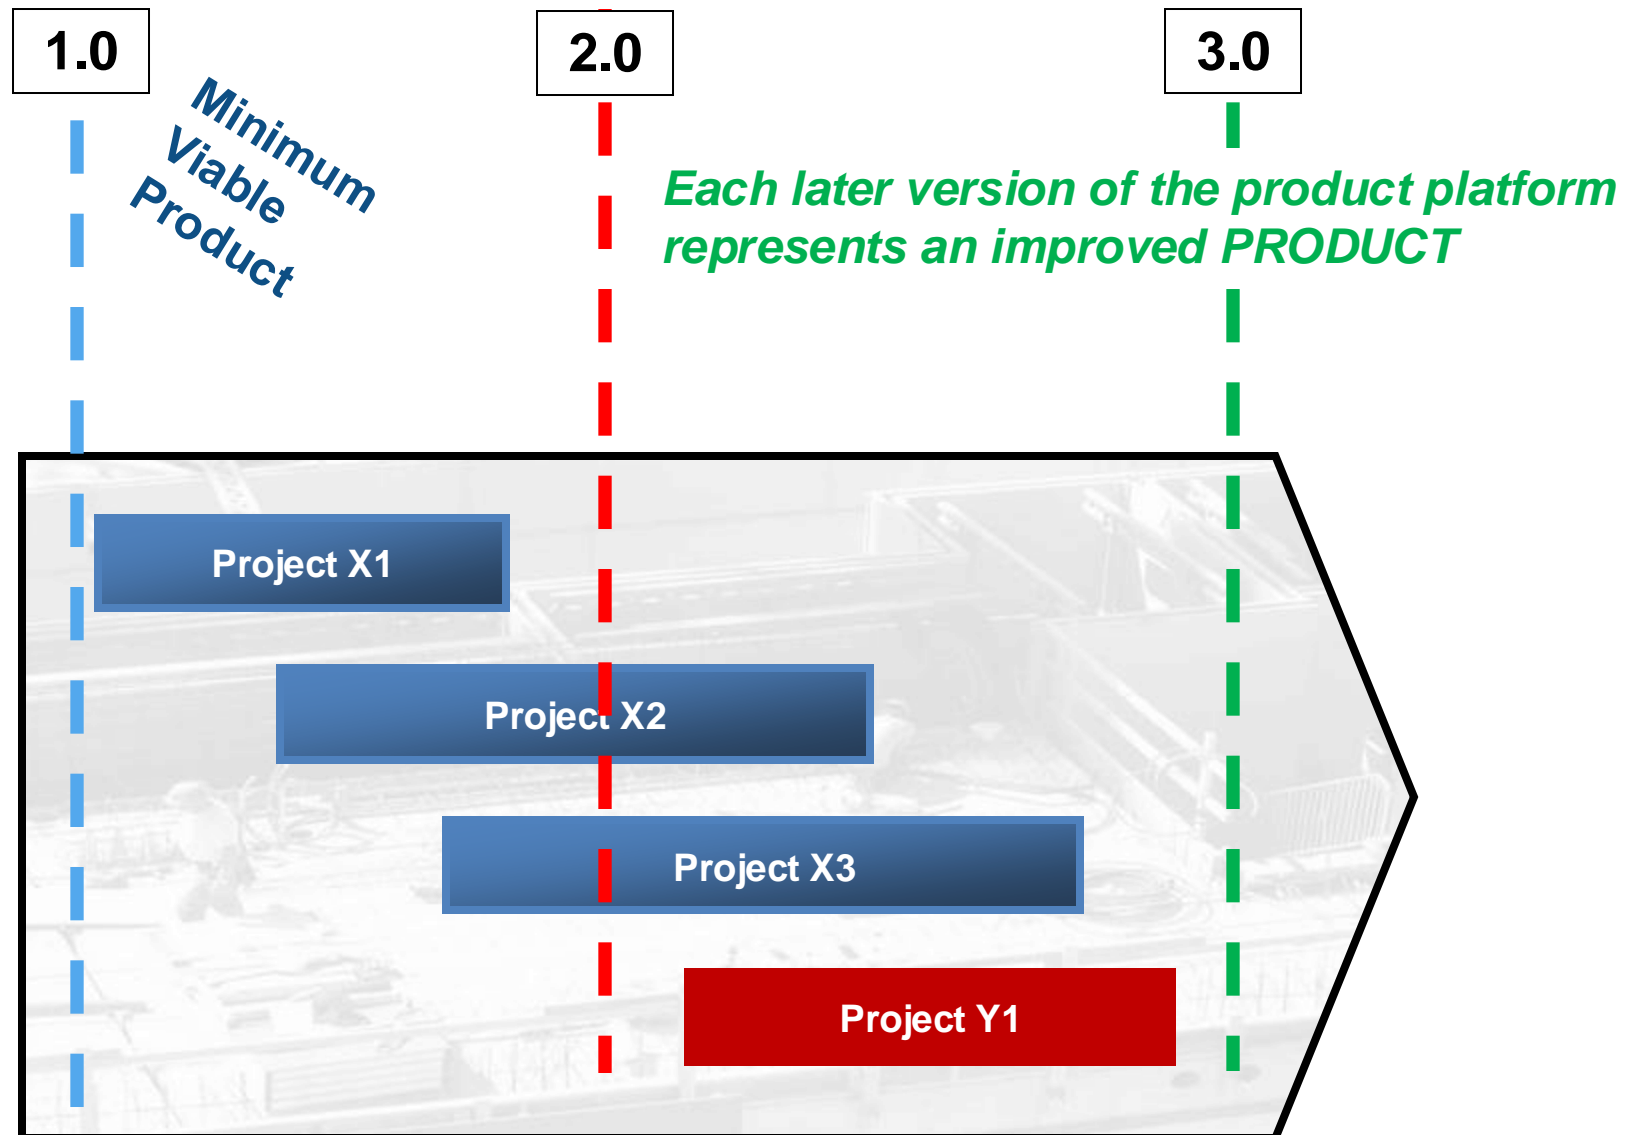 1.0
2.0
3.0
Minimum
Viable
Product
Each later version of the product platform
represents an improved PRODUCT
Project X1
Project X2
Project X3
Project Y1